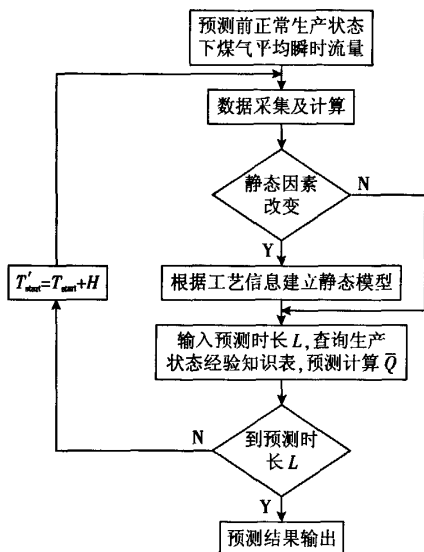 预测前正常生产状态
下煤气平均瞬时流量
数据采集及计算
静态因素
改变
N
Y
根据工艺信息建立静态模型
T′start=Tstart+H
输入预测时长 L,查询生产
状态经验知识表,预测计算 Q̅
N
到预测时
长 L
Y
预测结果输出